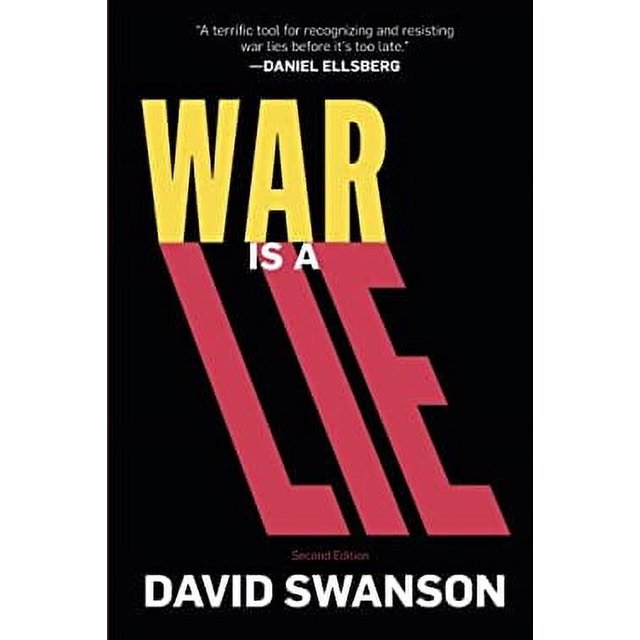 "A terrific tool for recognizing and resisting
war lies before it's too late."
—DANIEL ELLSBERG
WAR
IS A
LIE
Second Edition
DAVID SWANSON